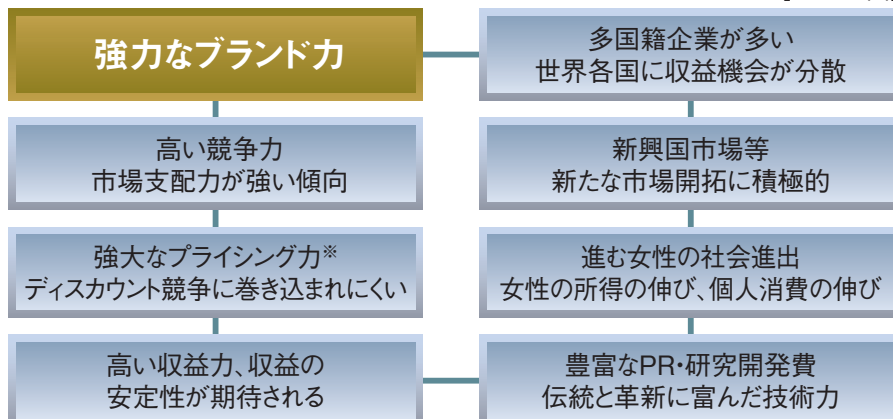 強力なブランド力
多国籍企業が多い
世界各国に収益機会が分散
高い競争力
市場支配力が強い傾向
新興国市場等
新たな市場開拓に積極的
強大なプライシング力※
ディスカウント競争に巻き込まれにくい
進む女性の社会進出
女性の所得の伸び、個人消費の伸び
高い収益力、収益の
安定性が期待される
豊富なPR・研究開発費
伝統と革新に富んだ技術力